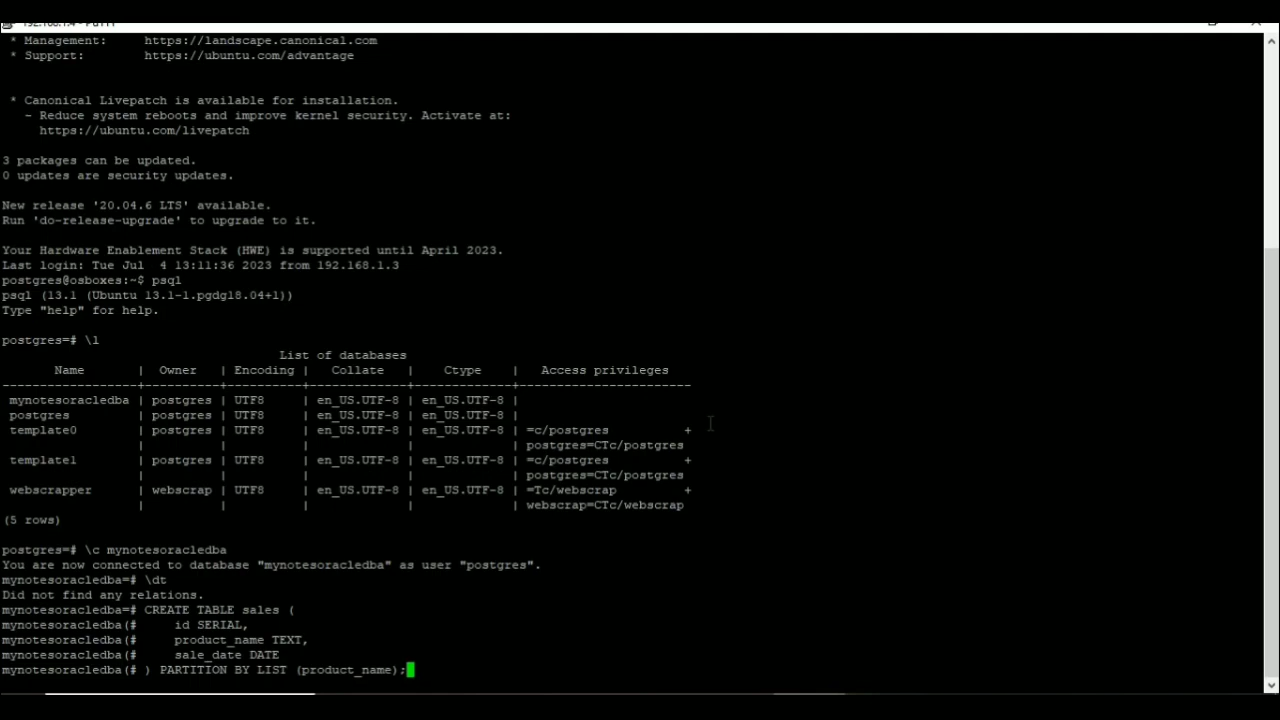 192.168.1.4 - PuTTY
 * Management:     https://landscape.canonical.com
 * Support:        https://ubuntu.com/advantage
 * Canonical Livepatch is available for installation.
   - Reduce system reboots and improve kernel security. Activate at:
     https://ubuntu.com/livepatch
3 packages can be updated.
0 updates are security updates.
New release '20.04.6 LTS' available.
Run 'do-release-upgrade' to upgrade to it.
Your Hardware Enablement Stack (HWE) is supported until April 2023.
Last login: Tue Jul  4 13:11:36 2023 from 192.168.1.3
postgres@osboxes:~$ psql
psql (13.1 (Ubuntu 13.1-1.pgdg18.04+1))
Type "help" for help.
postgres=# \l
                                     List of databases
       Name       |  Owner   | Encoding |   Collate   |    Ctype    |   Access privileges
------------------+----------+----------+-------------+-------------+-----------------------
 mynotesoracledba | postgres | UTF8     | en_US.UTF-8 | en_US.UTF-8 |
 postgres         | postgres | UTF8     | en_US.UTF-8 | en_US.UTF-8 |
 template0        | postgres | UTF8     | en_US.UTF-8 | en_US.UTF-8 | =c/postgres          +
                  |          |          |             |             | postgres=CTc/postgres
 template1        | postgres | UTF8     | en_US.UTF-8 | en_US.UTF-8 | =c/postgres          +
                  |          |          |             |             | postgres=CTc/postgres
 webscrapper      | webscrap | UTF8     | en_US.UTF-8 | en_US.UTF-8 | =Tc/webscrap         +
                  |          |          |             |             | webscrap=CTc/webscrap
(5 rows)
postgres=# \c mynotesoracledba
You are now connected to database "mynotesoracledba" as user "postgres".
mynotesoracledba=# \dt
Did not find any relations.
mynotesoracledba=# CREATE TABLE sales (
mynotesoracledba(#     id SERIAL,
mynotesoracledba(#     product_name TEXT,
mynotesoracledba(#     sale_date DATE
mynotesoracledba(# ) PARTITION BY LIST (product_name);